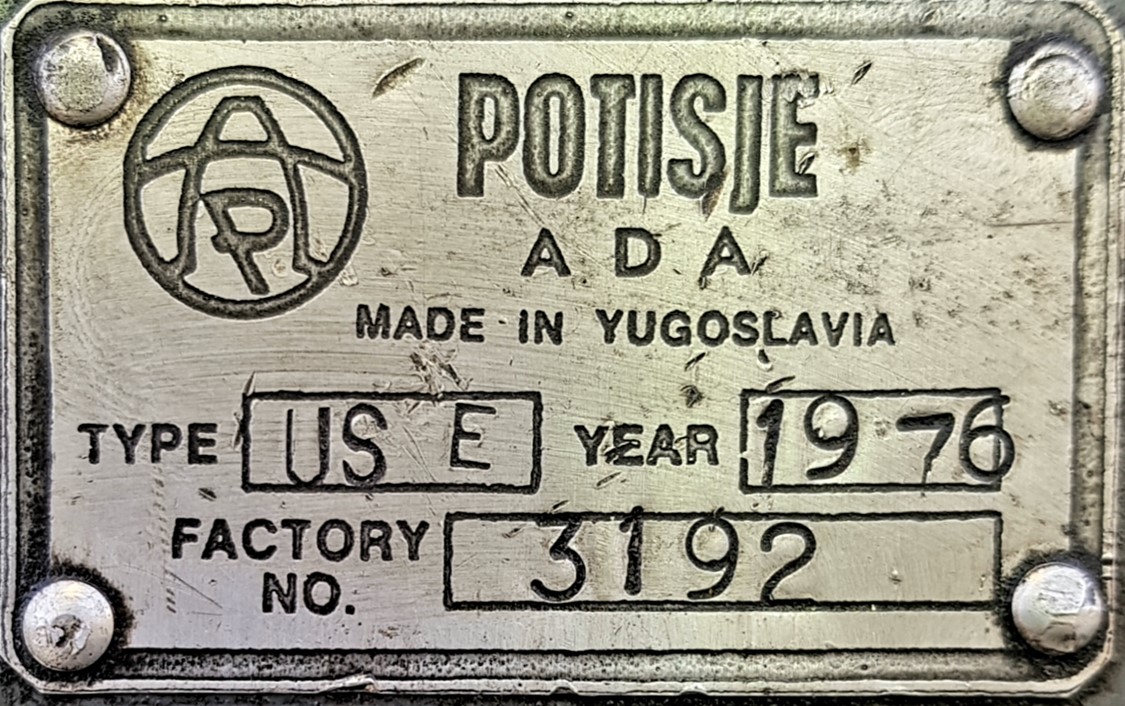 POTISJE
ADA
MADE IN YUGOSLAVIA
TYPE US E YEAR 1976
FACTORY NO. 3192